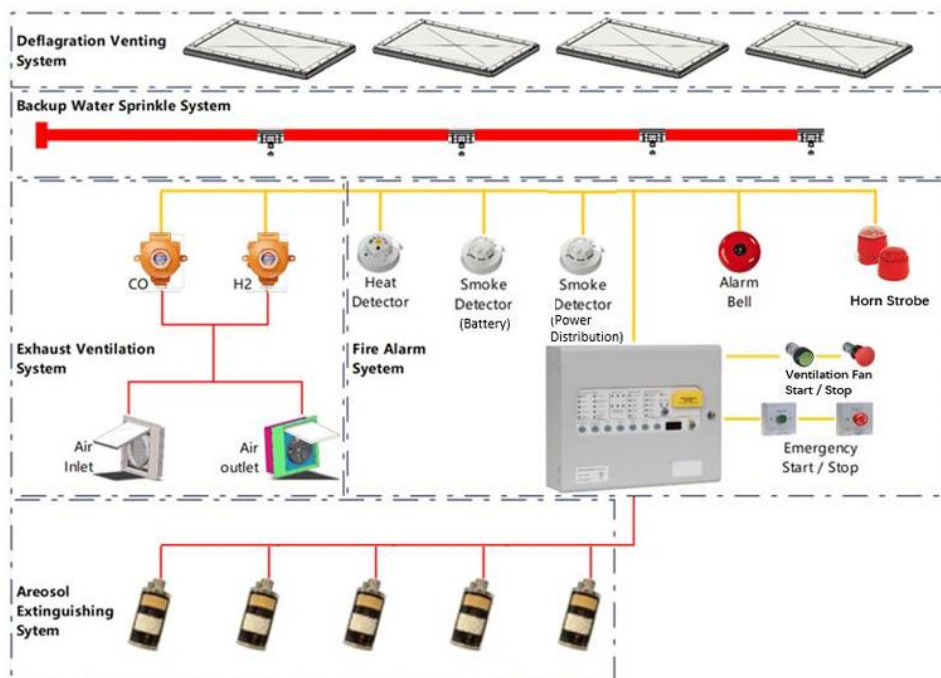 Deflagration Venting
System
Backup Water Sprinkle System
CO
H2
Exhaust Ventilation
System
Air
Inlet
Air
outlet
Heat
Detector
Smoke
Detector
(Battery)
Smoke
Detector
(Power
Distribution)
Alarm
Bell
Horn Strobe
Fire Alarm
Syetem
Ventilation Fan
Start / Stop
Emergency
Start / Stop
Areosol
Extinguishing
Sytem